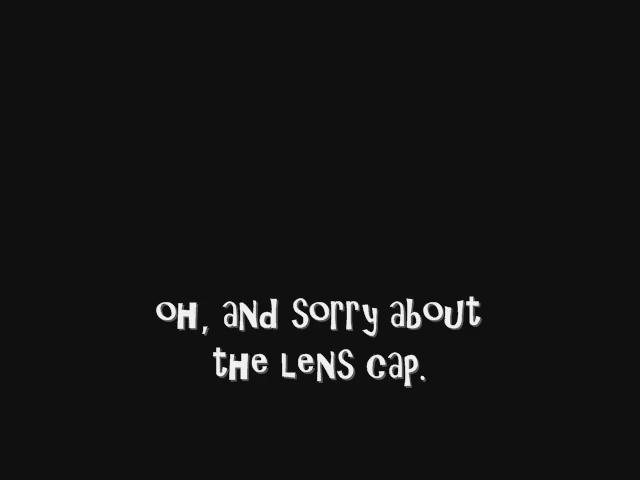 oH, aNd Sorry about
tHe LeNS cap.